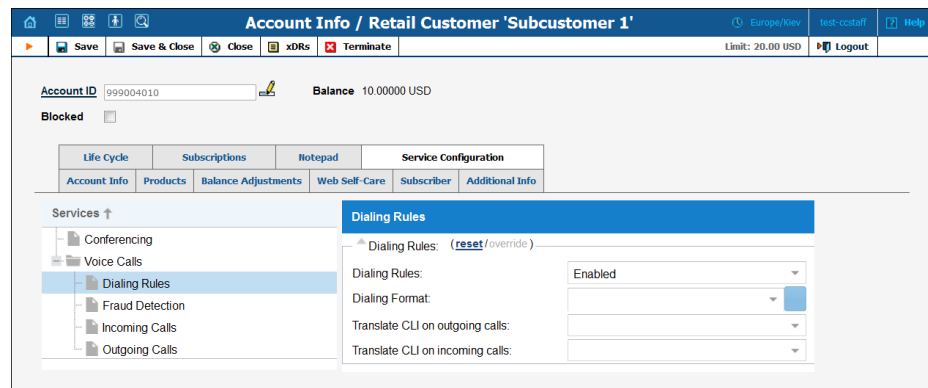 Account Info / Retail Customer 'Subcustomer 1'
Europe/Kiev
test-ccstaff
? Help
Save
Save & Close
Close
xDRs
Terminate
Limit: 20.00 USD
Logout
Account ID 999004010
Balance 10.00000 USD
Blocked
Life Cycle
Subscriptions
Notepad
Service Configuration
Account Info
Products
Balance Adjustments
Web Self-Care
Subscriber
Additional Info
Services
Conferencing
Voice Calls
Dialing Rules
Fraud Detection
Incoming Calls
Outgoing Calls
Dialing Rules
Dialing Rules: (reset/override)
Dialing Rules: Enabled
Dialing Format:
Translate CLI on outgoing calls:
Translate CLI on incoming calls: